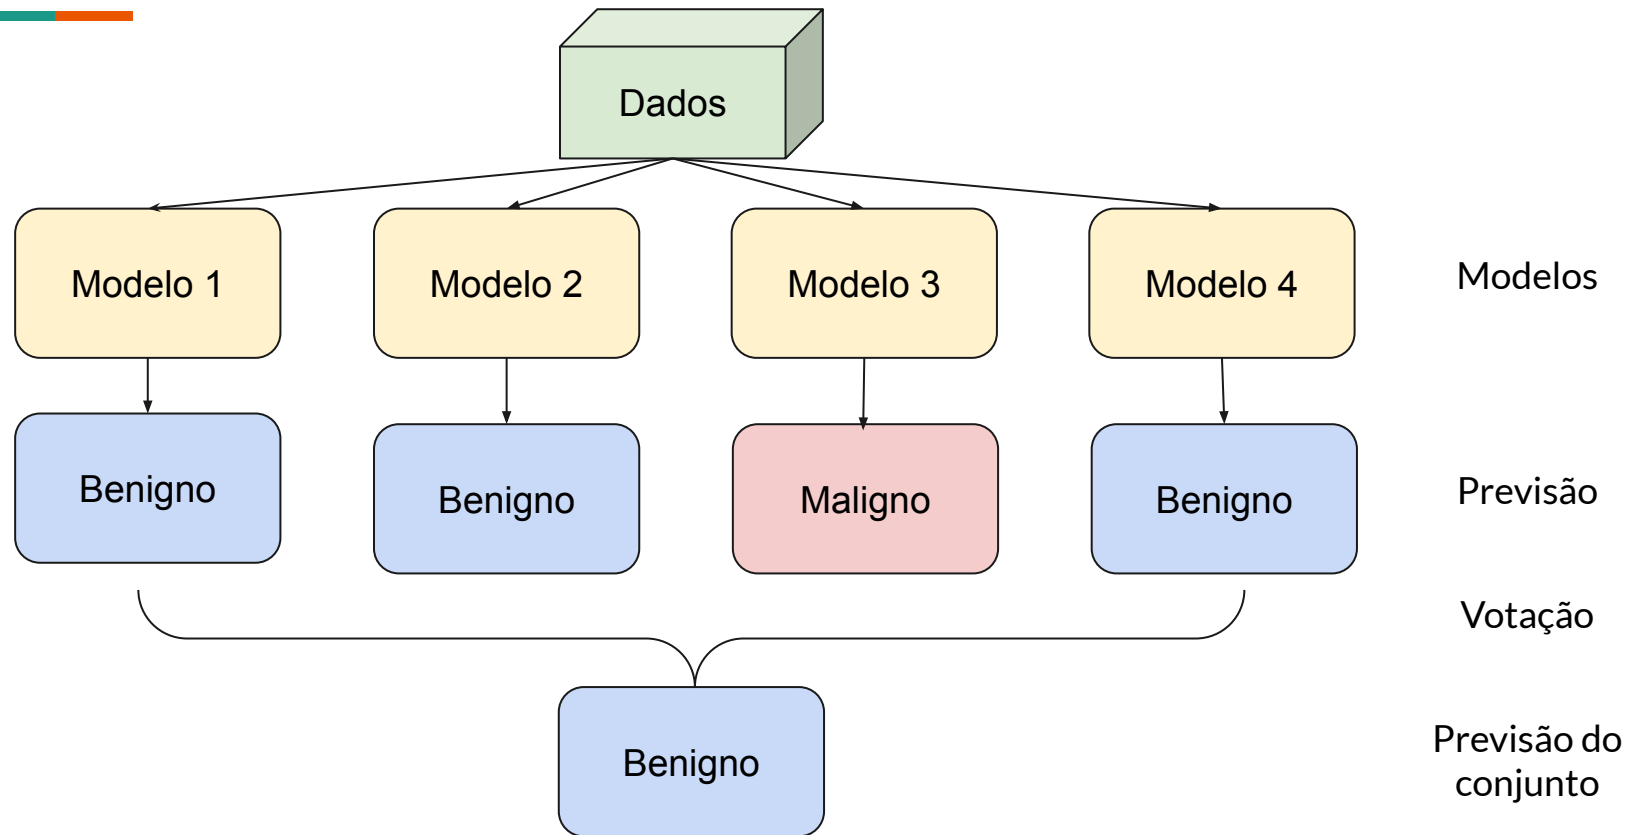 Dados
Modelo 1
Modelo 2
Modelo 3
Modelo 4
Modelos
Benigno
Benigno
Maligno
Benigno
Previsão
Votação
Benigno
Previsão do
conjunto